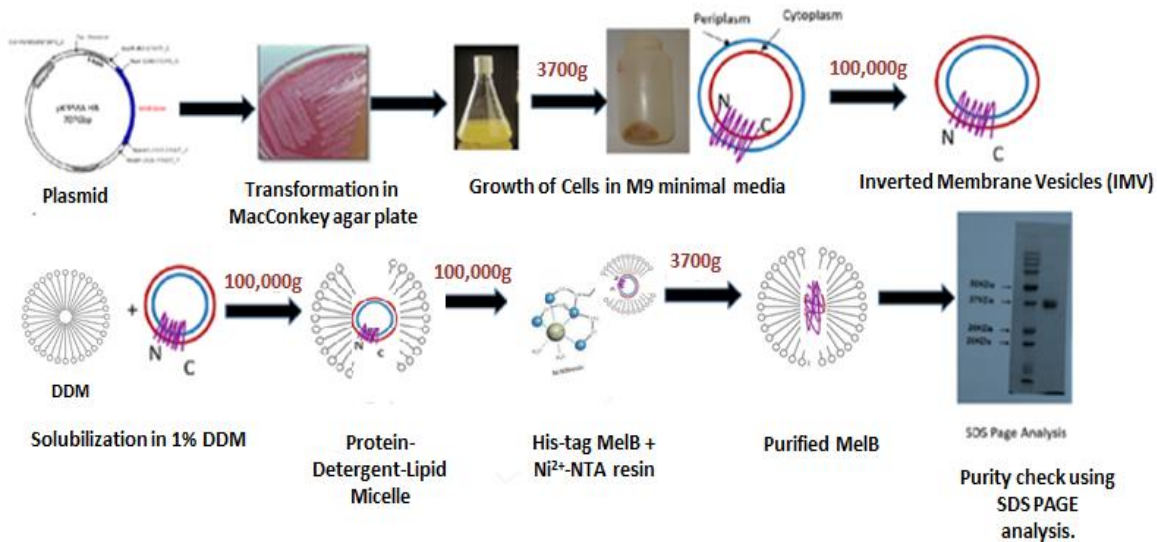 Periplasm
Cytoplasm
3700g
100,000g
N
C
N
C
Plasmid
Transformation in
MacConkey agar plate
Growth of Cells in M9 minimal media
Inverted Membrane Vesicles (IMV)
100,000g
100,000g
3700g
+
N
C
N
C
DDM
Solubilization in 1% DDM
Protein-
Detergent-Lipid
Micelle
His-tag MelB +
Ni²⁺-NTA resin
Purified MelB
37KDa
SDS Page Analysis
Purity check using
SDS PAGE
analysis.